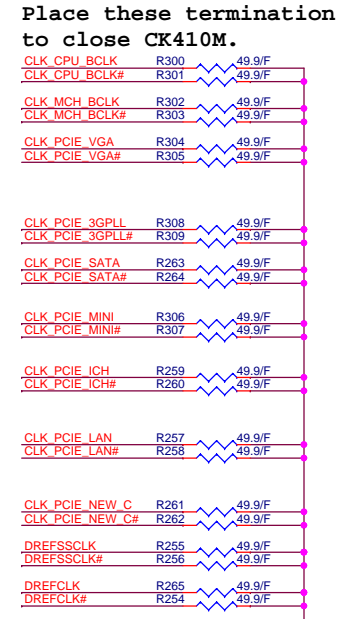 Place these termination
to close CK410M.
CLK_CPU_BCLK R300 49.9/F
CLK_CPU_BCLK# R301 49.9/F
CLK_MCH_BCLK R302 49.9/F
CLK_MCH_BCLK# R303 49.9/F
CLK_PCIE_VGA R304 49.9/F
CLK_PCIE_VGA# R305 49.9/F
CLK_PCIE_3GPLL R308 49.9/F
CLK_PCIE_3GPLL# R309 49.9/F
CLK_PCIE_SATA R263 49.9/F
CLK_PCIE_SATA# R264 49.9/F
CLK_PCIE_MINI R306 49.9/F
CLK_PCIE_MINI# R307 49.9/F
CLK_PCIE_ICH R259 49.9/F
CLK_PCIE_ICH# R260 49.9/F
CLK_PCIE_LAN R257 49.9/F
CLK_PCIE_LAN# R258 49.9/F
CLK_PCIE_NEW_C R261 49.9/F
CLK_PCIE_NEW_C# R262 49.9/F
DREFSSCLK R255 49.9/F
DREFSSCLK# R256 49.9/F
DREFCLK R265 49.9/F
DREFCLK# R254 49.9/F